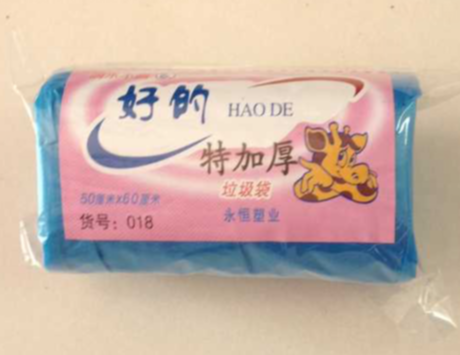 好的
HAO DE
特加厚
垃圾袋
50厘米x60厘米
永恒塑业
货号：018